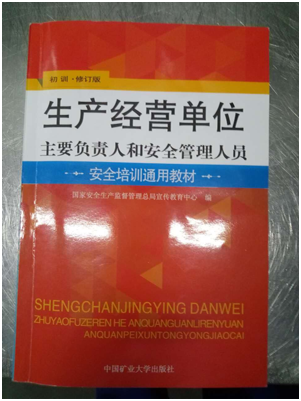 初训·修订版
生产经营单位
主要负责人和安全管理人员
安全培训通用教材
国家安全生产监督管理总局宣传教育中心 编
SHENGCHANJINGYING DANWEI
ZHUYAOFUZEREN HE ANQUANGUANLIRENYUAN
ANQUANPEIXUNTONGYONGJIAOCAI
中国矿业大学出版社